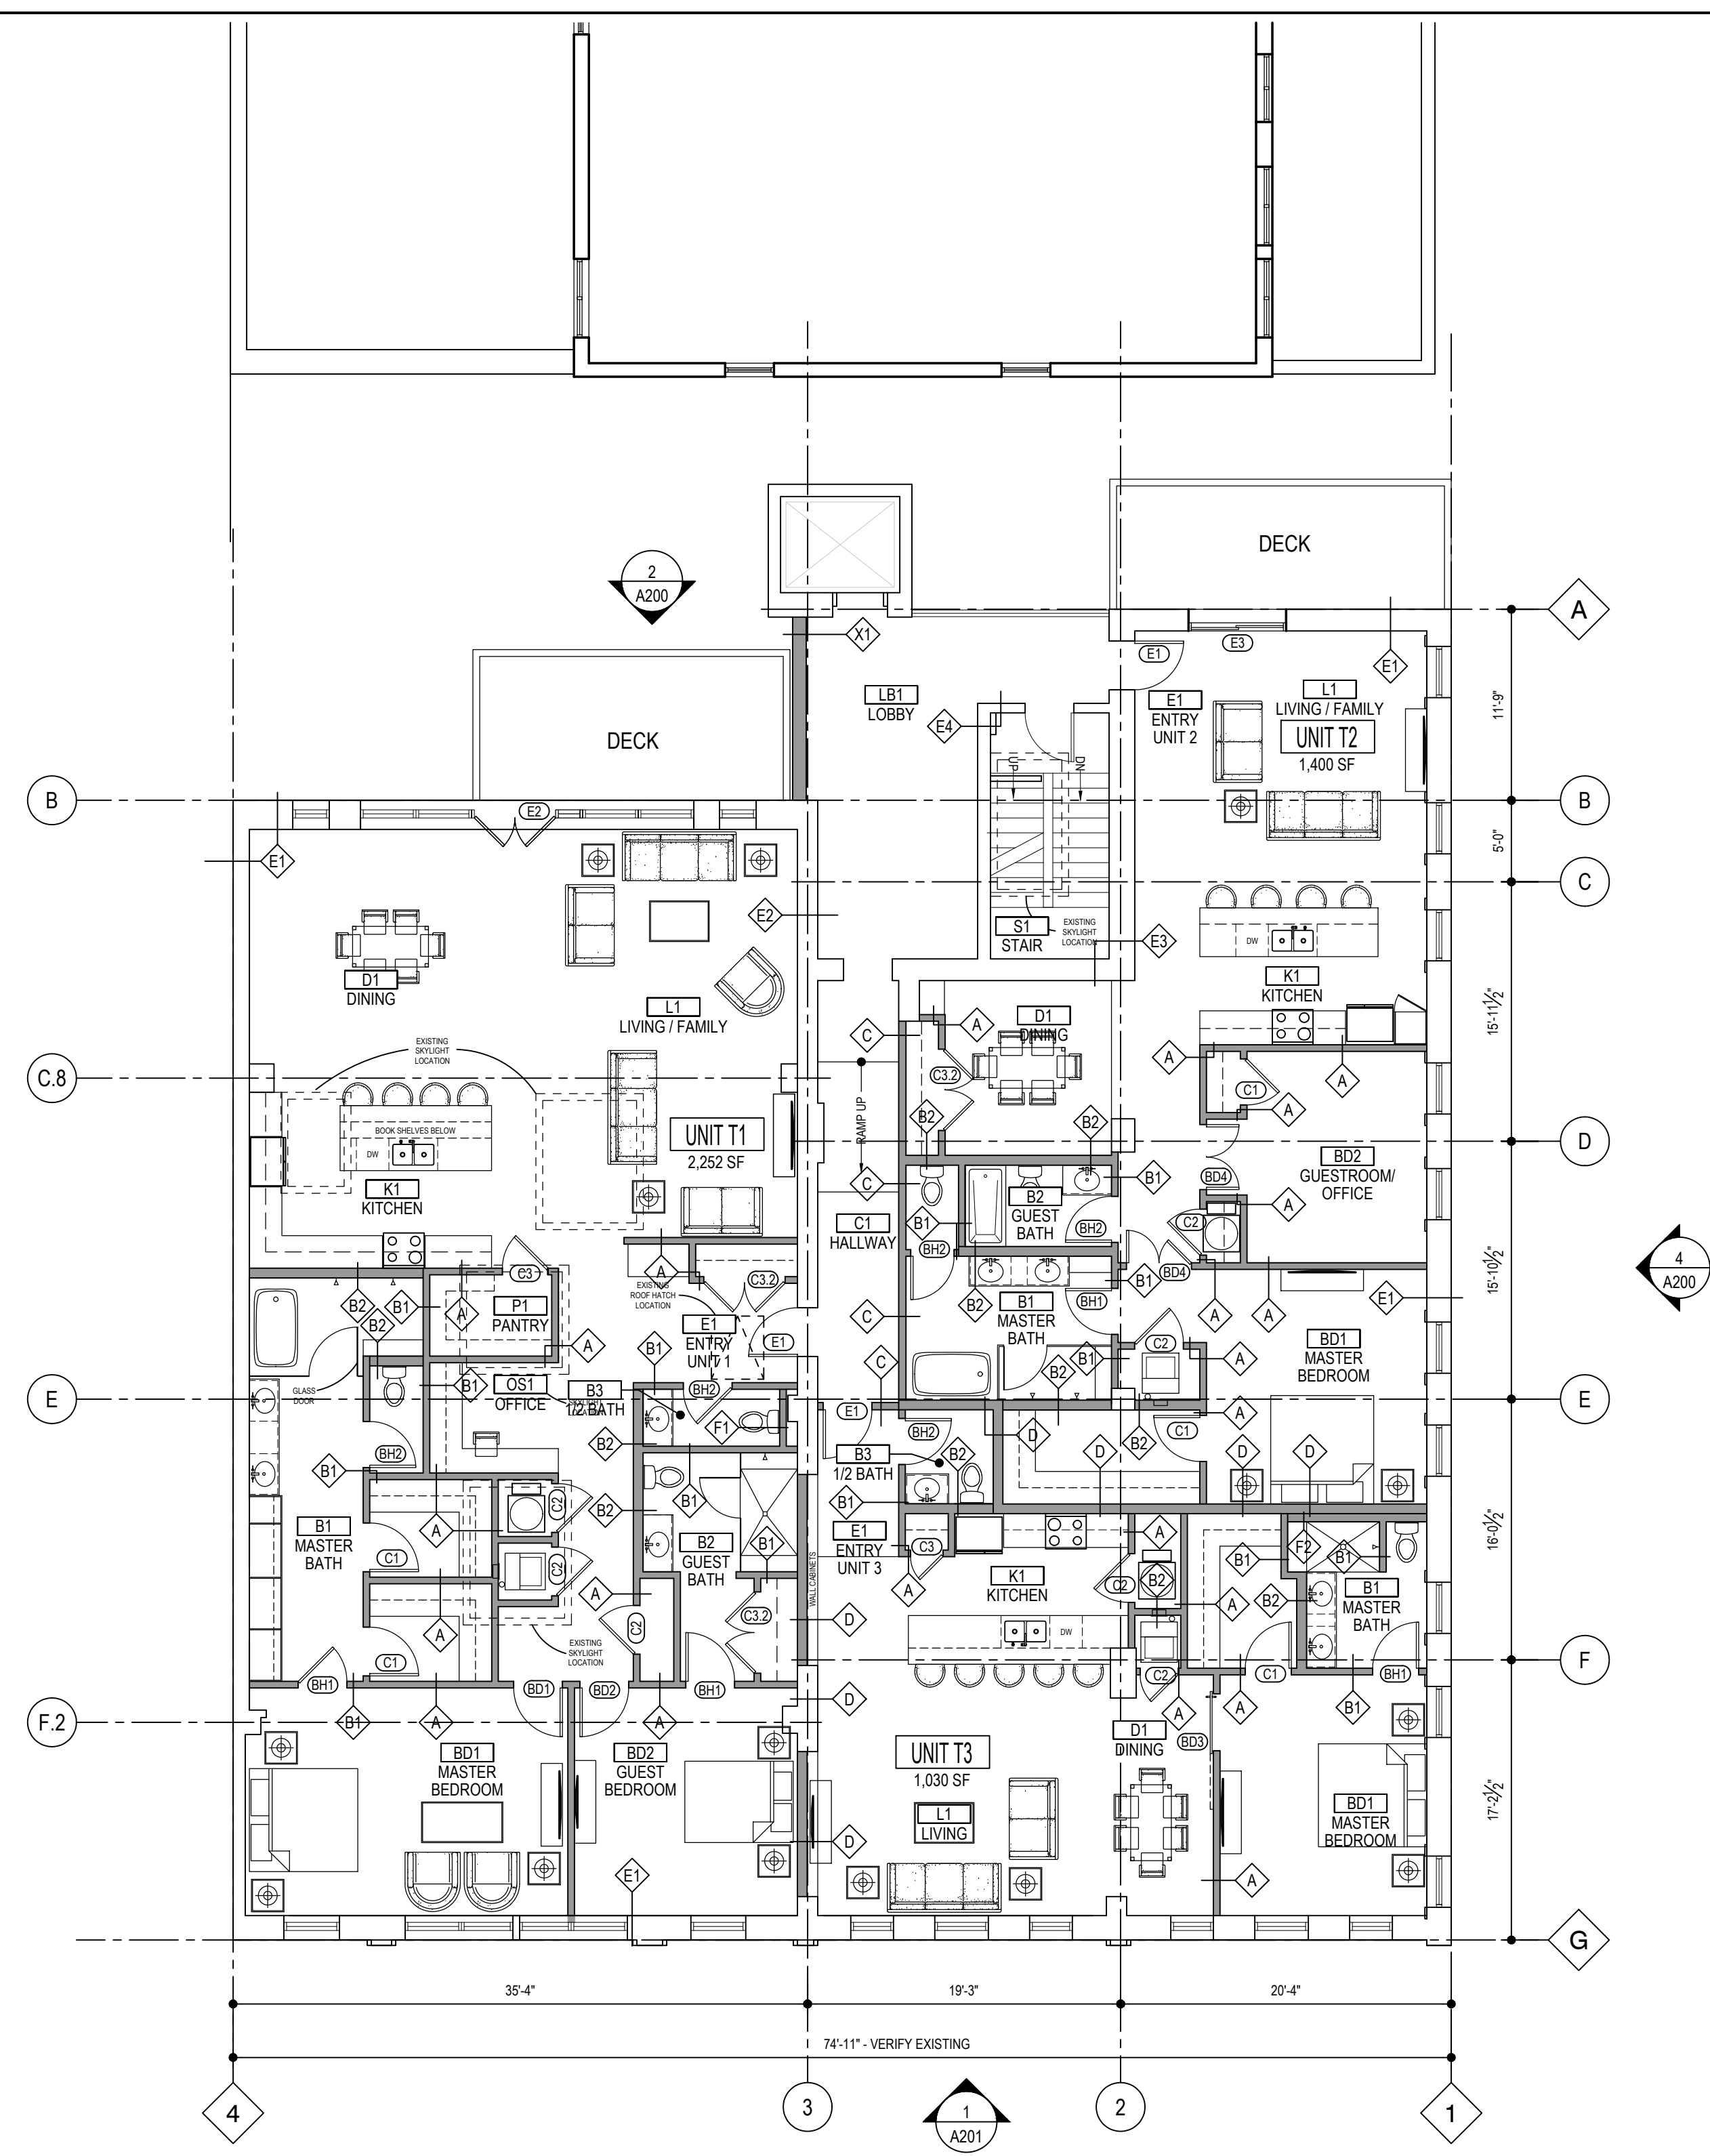 DECK
2
A200
A
X1
E1
E3
E1
LB1
LOBBY
E1
ENTRY
UNIT 2
L1
LIVING / FAMILY
UNIT T2
1,400 SF
11'-9"
E4
DECK
UP
DN
B
E2
B
E1
5'-0"
C
E2
S1
STAIR
EXISTING
SKYLIGHT
LOCATION
E3
DW
D1
DINING
K1
KITCHEN
15'-11 1/2"
L1
LIVING / FAMILY
C
A
D1
DINING
EXISTING
SKYLIGHT
LOCATION
A
C.8
C3.2
C1
A
A
RAMP UP
BOOK SHELVES BELOW
DW
UNIT T1
2,252 SF
B2
B2
D
BD2
GUESTROOM/
OFFICE
K1
KITCHEN
C
B1
BD4
B2
GUEST
BATH
A
C1
HALLWAY
B1
BH2
BH2
C2
4
A200
A
C3
C3.2
BD4
B1
15'-10 1/2"
EXISTING
ROOF HATCH
LOCATION
B2
B1
A
P1
PANTRY
B2
B1
MASTER
BATH
BH1
A
A
E1
E1
ENTRY
UNIT 1
E1
C
B2
A
B1
C
B1
C2
A
BD1
MASTER
BEDROOM
B2
GLASS
DOOR
B1
OS1
OFFICE
B3
1/2 BATH
BH2
E
E1
A
E
F1
BH2
D
C1
B2
BH2
B2
B3
1/2 BATH
B2
D
D
D
B1
B1
B1
C2
B2
A
B1
MASTER
BATH
B2
GUEST
BATH
B1
E1
ENTRY
UNIT 3
A
F2
B1
B1
16'-0 1/2"
C1
C2
WALL CABINETS
C3
A
K1
KITCHEN
C2
B2
B1
MASTER
BATH
A
C3.2
D
A
B2
C2
DW
A
EXISTING
SKYLIGHT
LOCATION
C1
F
BH1
BD1
BD2
BH1
C2
C1
BH1
D
A
A
B1
F.2
B1
A
A
D1
DINING
BD3
BD1
MASTER
BEDROOM
BD2
GUEST
BEDROOM
UNIT T3
1,030 SF
17'-2 1/2"
L1
LIVING
BD1
MASTER
BEDROOM
D
E1
A
G
35'-4"
19'-3"
20'-4"
74'-11" - VERIFY EXISTING
4
3
2
1
1
A201